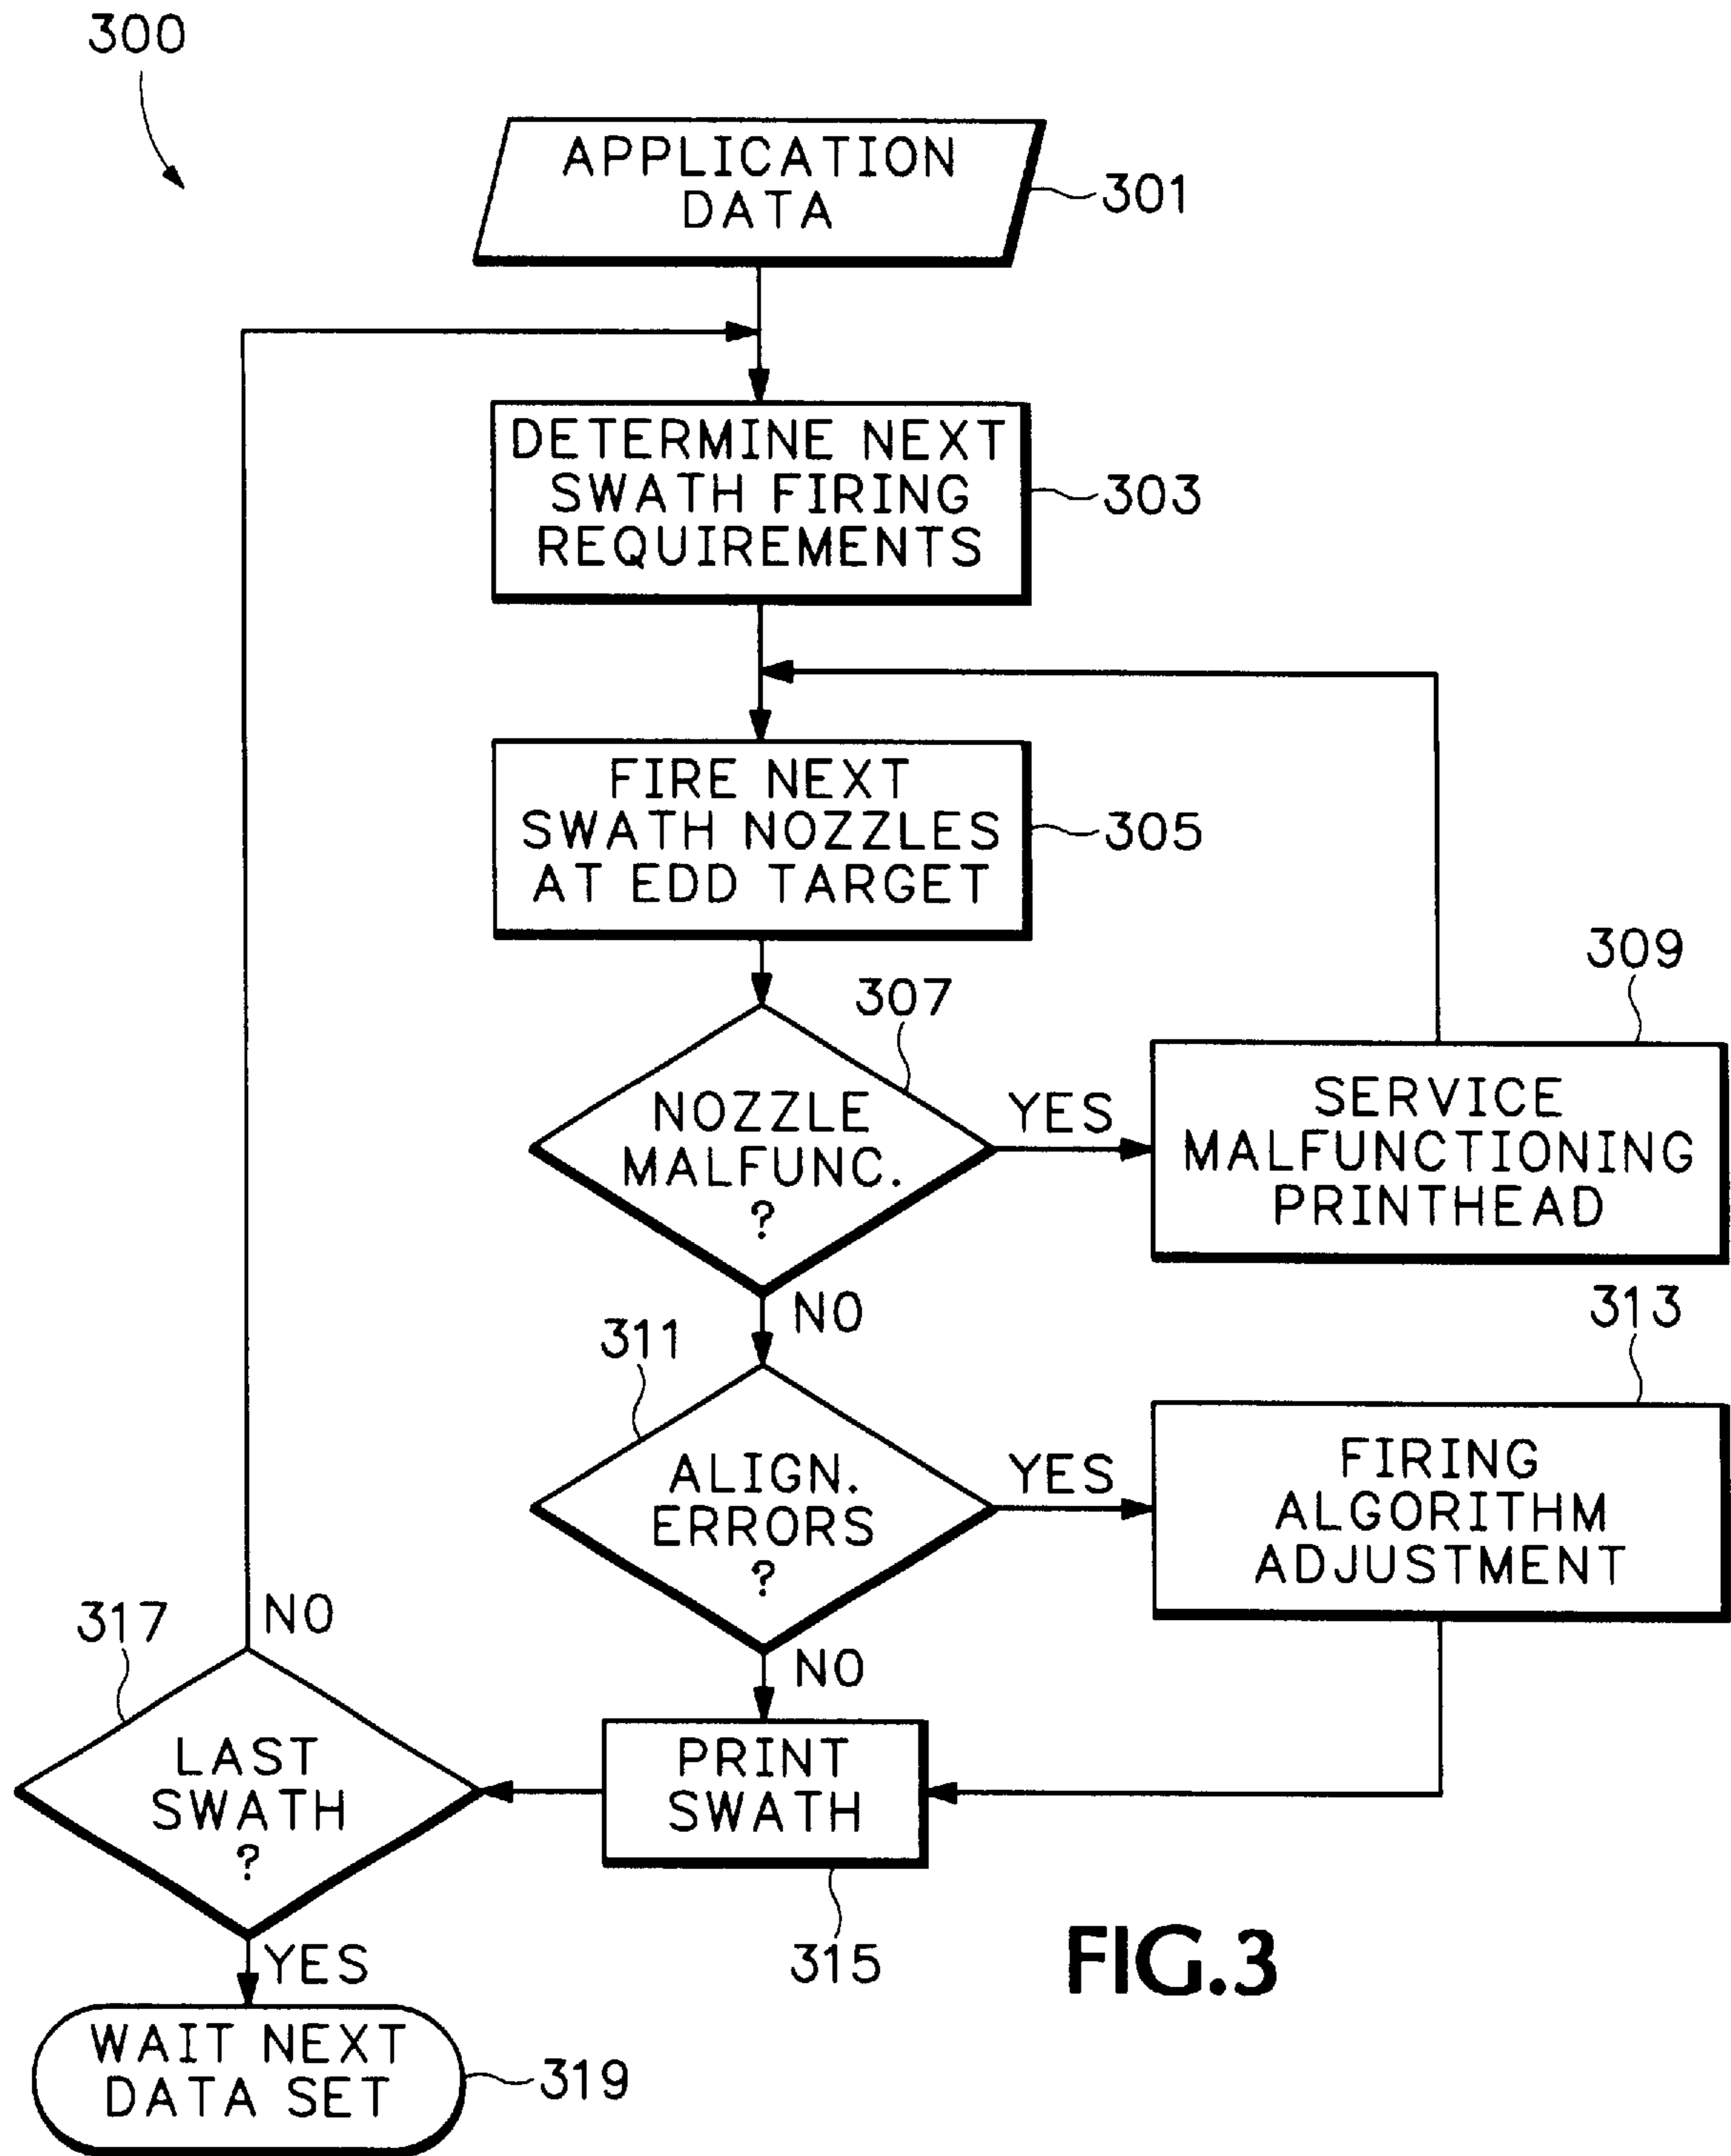 300
APPLICATION
DATA
301
DETERMINE NEXT
SWATH FIRING
REQUIREMENTS
303
FIRE NEXT
SWATH NOZZLES
AT EDD TARGET
305
307
NOZZLE
MALFUNC.
?
YES
NO
309
SERVICE
MALFUNCTIONING
PRINTHEAD
311
ALIGN.
ERRORS
?
YES
NO
313
FIRING
ALGORITHM
ADJUSTMENT
317
NO
LAST
SWATH
?
YES
PRINT
SWATH
315
WAIT NEXT
DATA SET
319
FIG.3